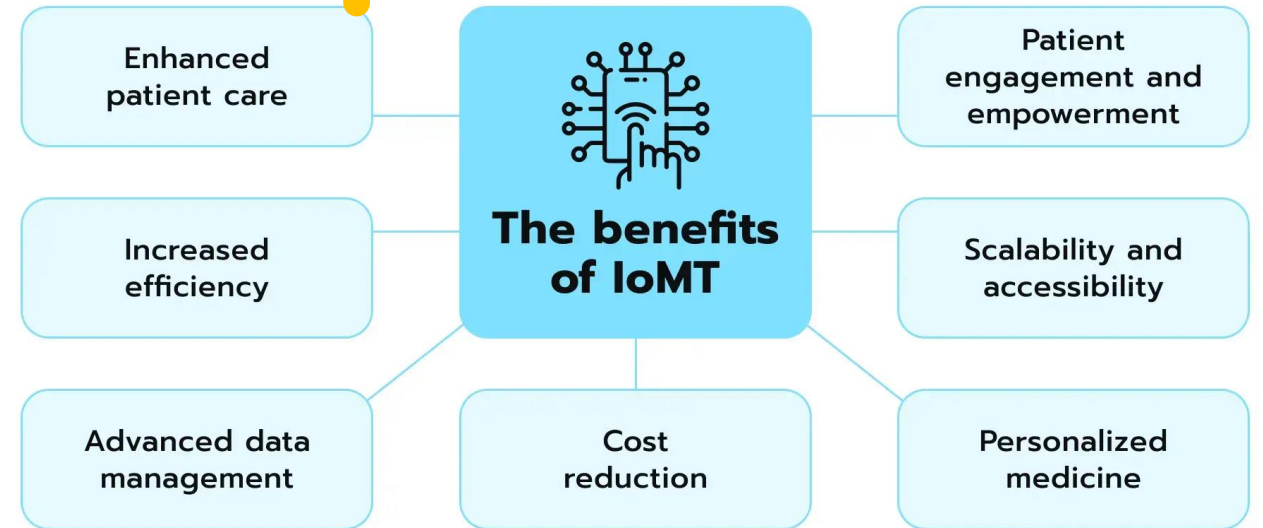 Enhanced
patient care
Patient
engagement and
empowerment
The benefits
of IoMT
Increased
efficiency
Scalability and
accessibility
Advanced data
management
Cost
reduction
Personalized
medicine